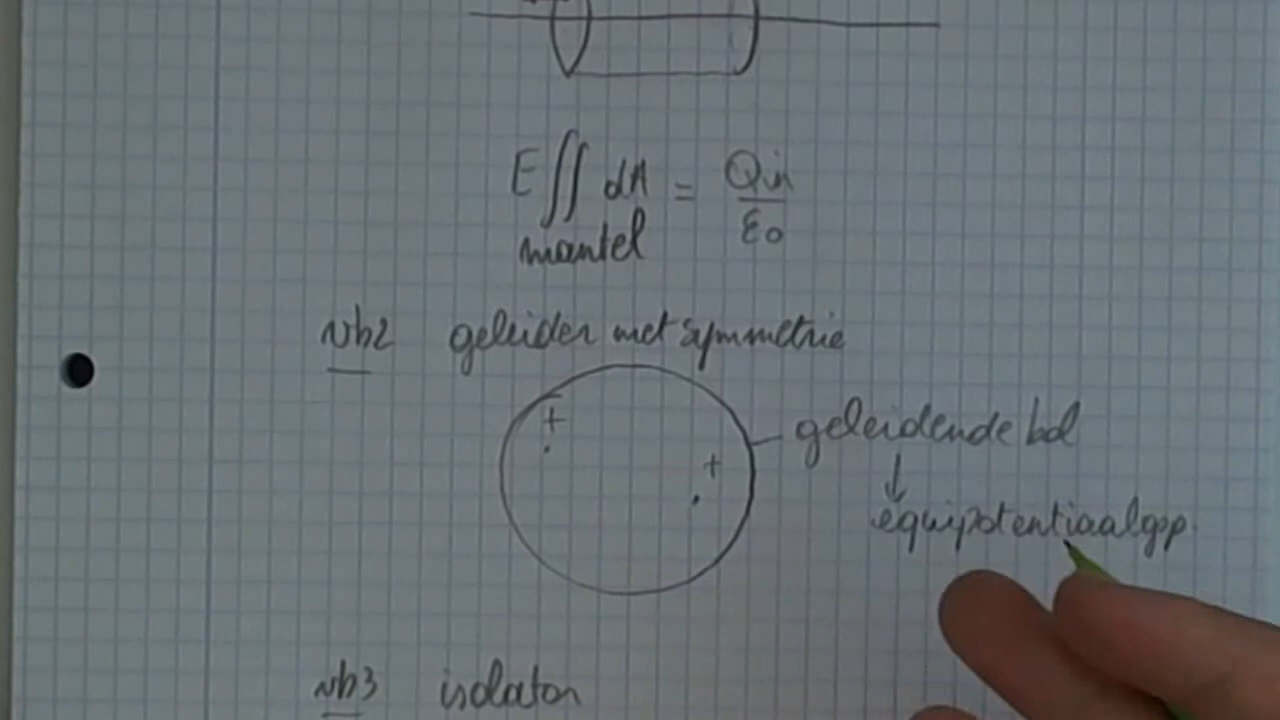 E∬ dA = Qin/ε0
mantel
vb2 geleider met symmetrie
+
geleidende bol
+
↓
equipotentiaalopp.
vb3 isolator